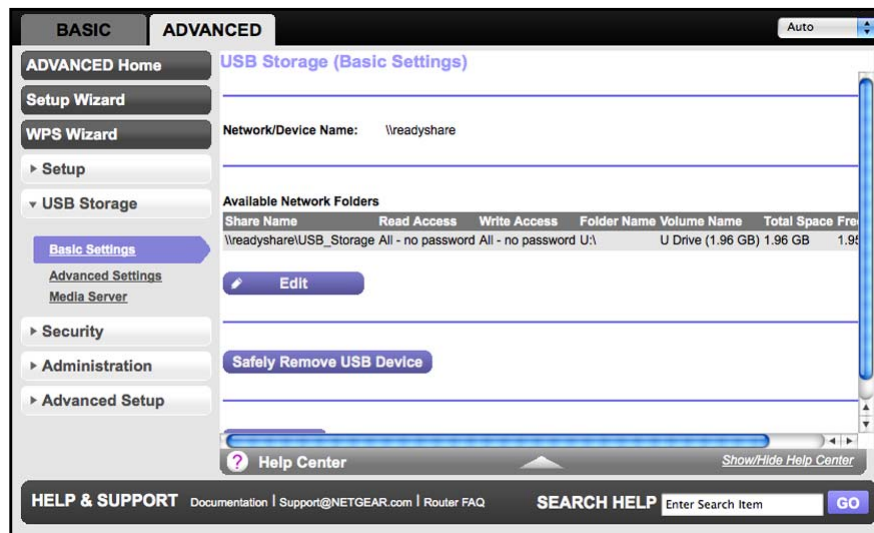 BASIC
ADVANCED
Auto
ADVANCED Home
Setup Wizard
WPS Wizard
Setup
USB Storage
Basic Settings
Advanced Settings
Media Server
Security
Administration
Advanced Setup
USB Storage (Basic Settings)
Network/Device Name: \\readyshare
Available Network Folders
Share Name Read Access Write Access Folder Name Volume Name Total Space Fre
\\readyshare\USB_Storage All - no password All - no password U:\ U Drive (1.96 GB) 1.96 GB 1.95
Edit
Safely Remove USB Device
? Help Center
Show/Hide Help Center
HELP & SUPPORT Documentation | Support@NETGEAR.com | Router FAQ
SEARCH HELP Enter Search Item GO